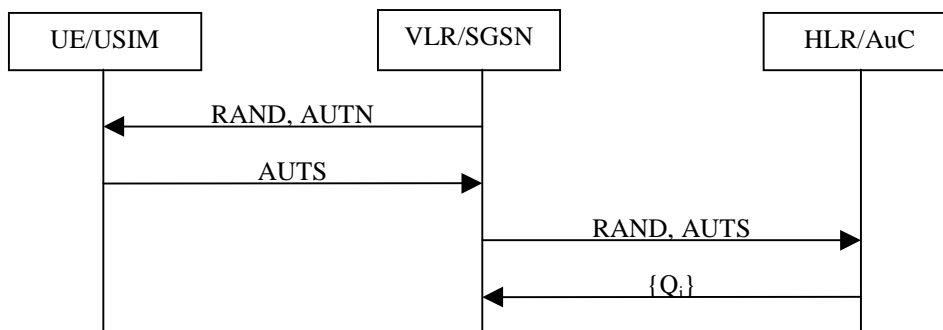 UE/USIM
VLR/SGSN
HLR/AuC
RAND, AUTN
AUTS
RAND, AUTS
{Qi}